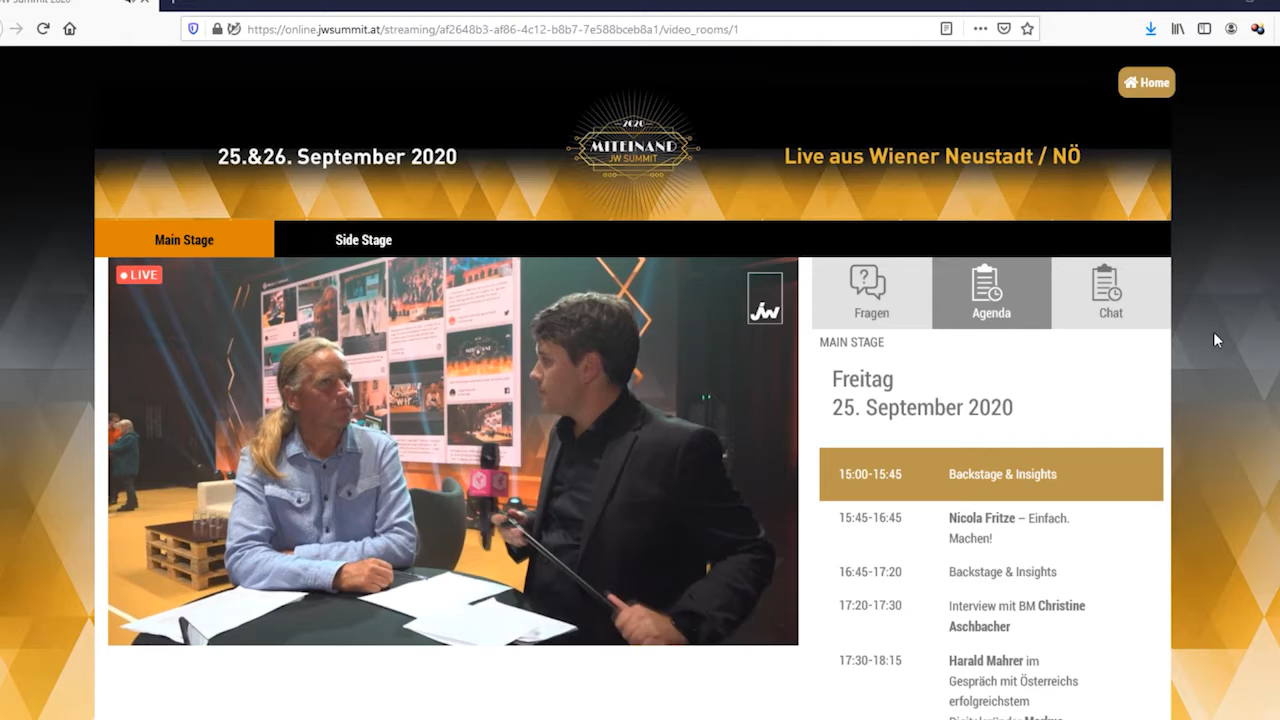 https://online.jwsummit.at/streaming/af2648b3-af86-4c12-b8b7-7e588bceb8a1/video_rooms/1
Home
25.&26. September 2020
2020
MITEINAND
JW SUMMIT
Live aus Wiener Neustadt / NÖ
Main Stage
Side Stage
LIVE
jw
Fragen
Agenda
Chat
MAIN STAGE
Freitag
25. September 2020
15:00-15:45 Backstage & Insights
15:45-16:45 Nicola Fritze – Einfach.
Machen!
16:45-17:20 Backstage & Insights
17:20-17:30 Interview mit BM Christine
Aschbacher
17:30-18:15 Harald Mahrer im
Gespräch mit Österreichs
erfolgreichstem